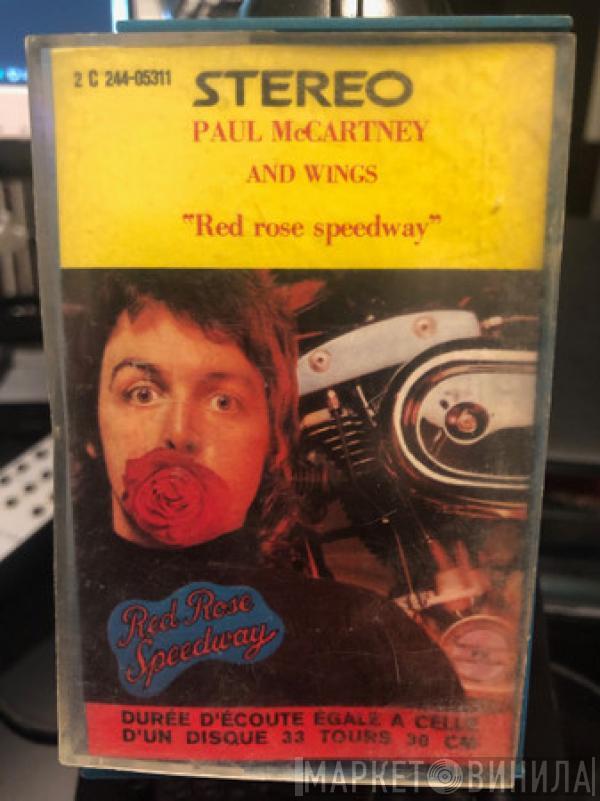 2 C 244-05311
STEREO
PAUL McCARTNEY
AND WINGS
"Red rose speedway"
Red Rose
Speedway
DURÉE D'ÉCOUTE ÉGALE A CELLE
D'UN DISQUE 33 TOURS 30 CM
МАРКЕТ ВИНИЛА